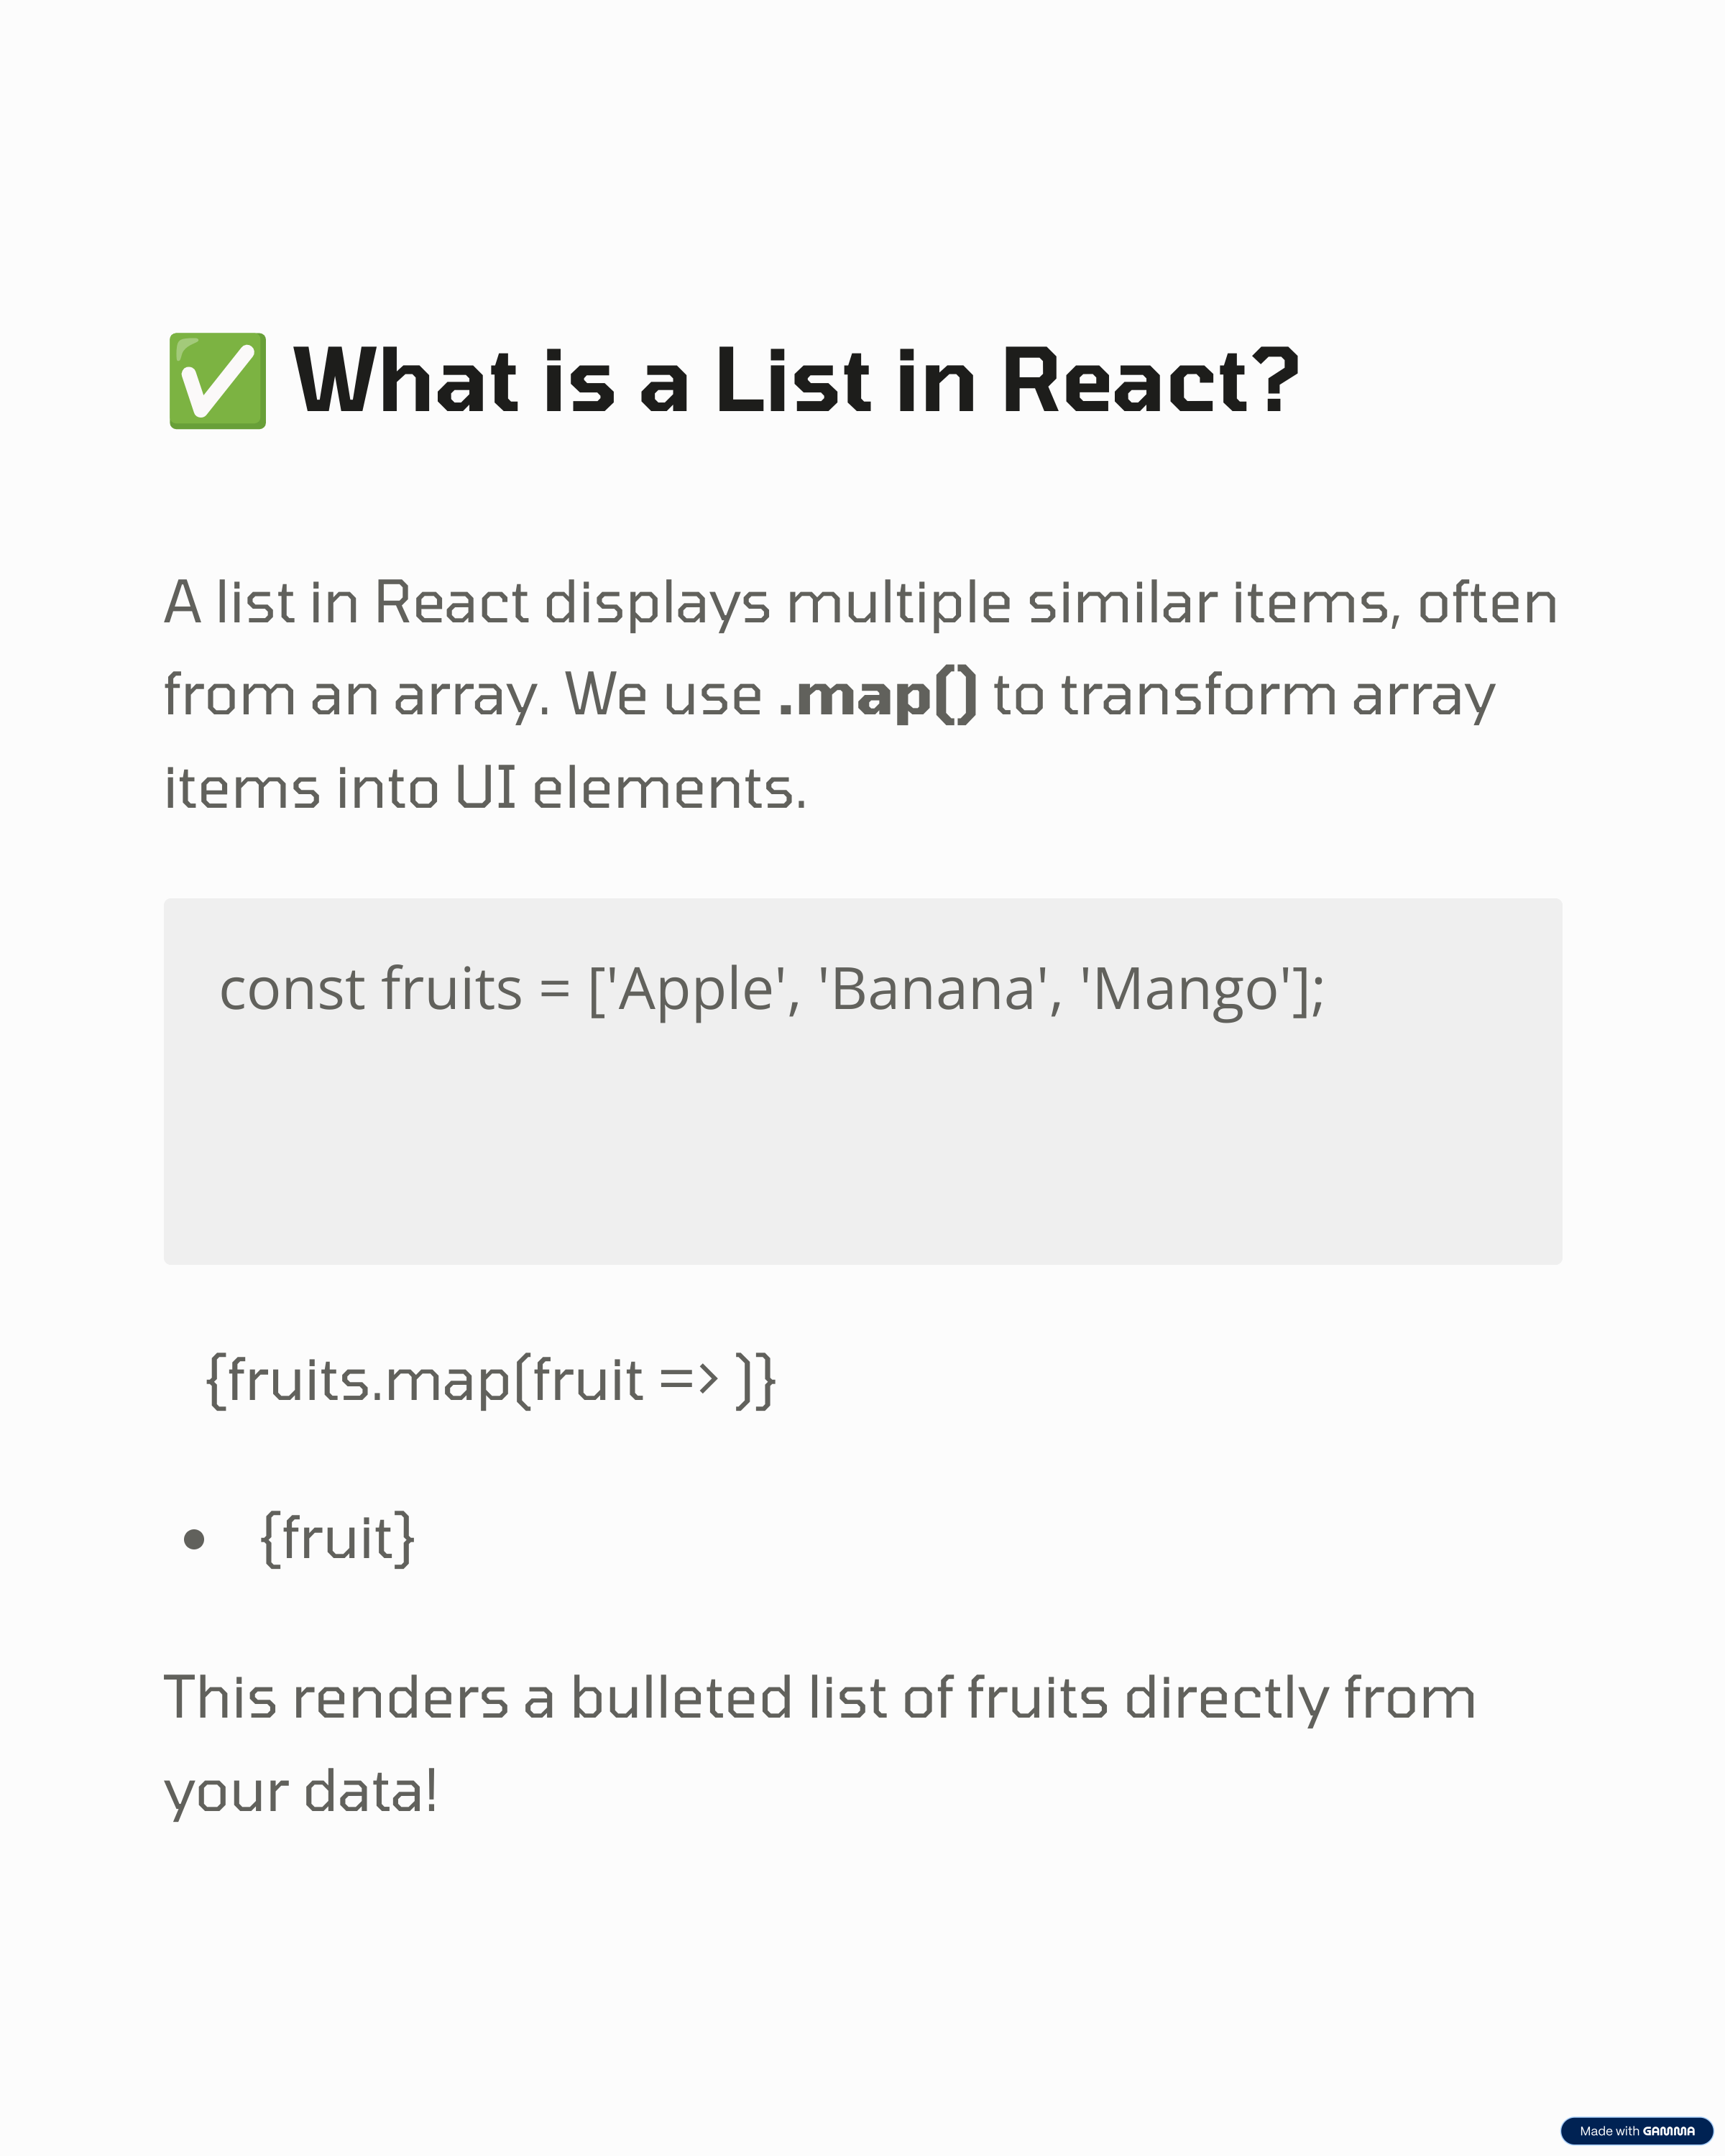 ✅ What is a List in React?
A list in React displays multiple similar items, often
from an array. We use .map() to transform array
items into UI elements.
const fruits = ['Apple', 'Banana', 'Mango'];
{fruits.map(fruit => )}
• {fruit}
This renders a bulleted list of fruits directly from
your data!
Made with GAMMA